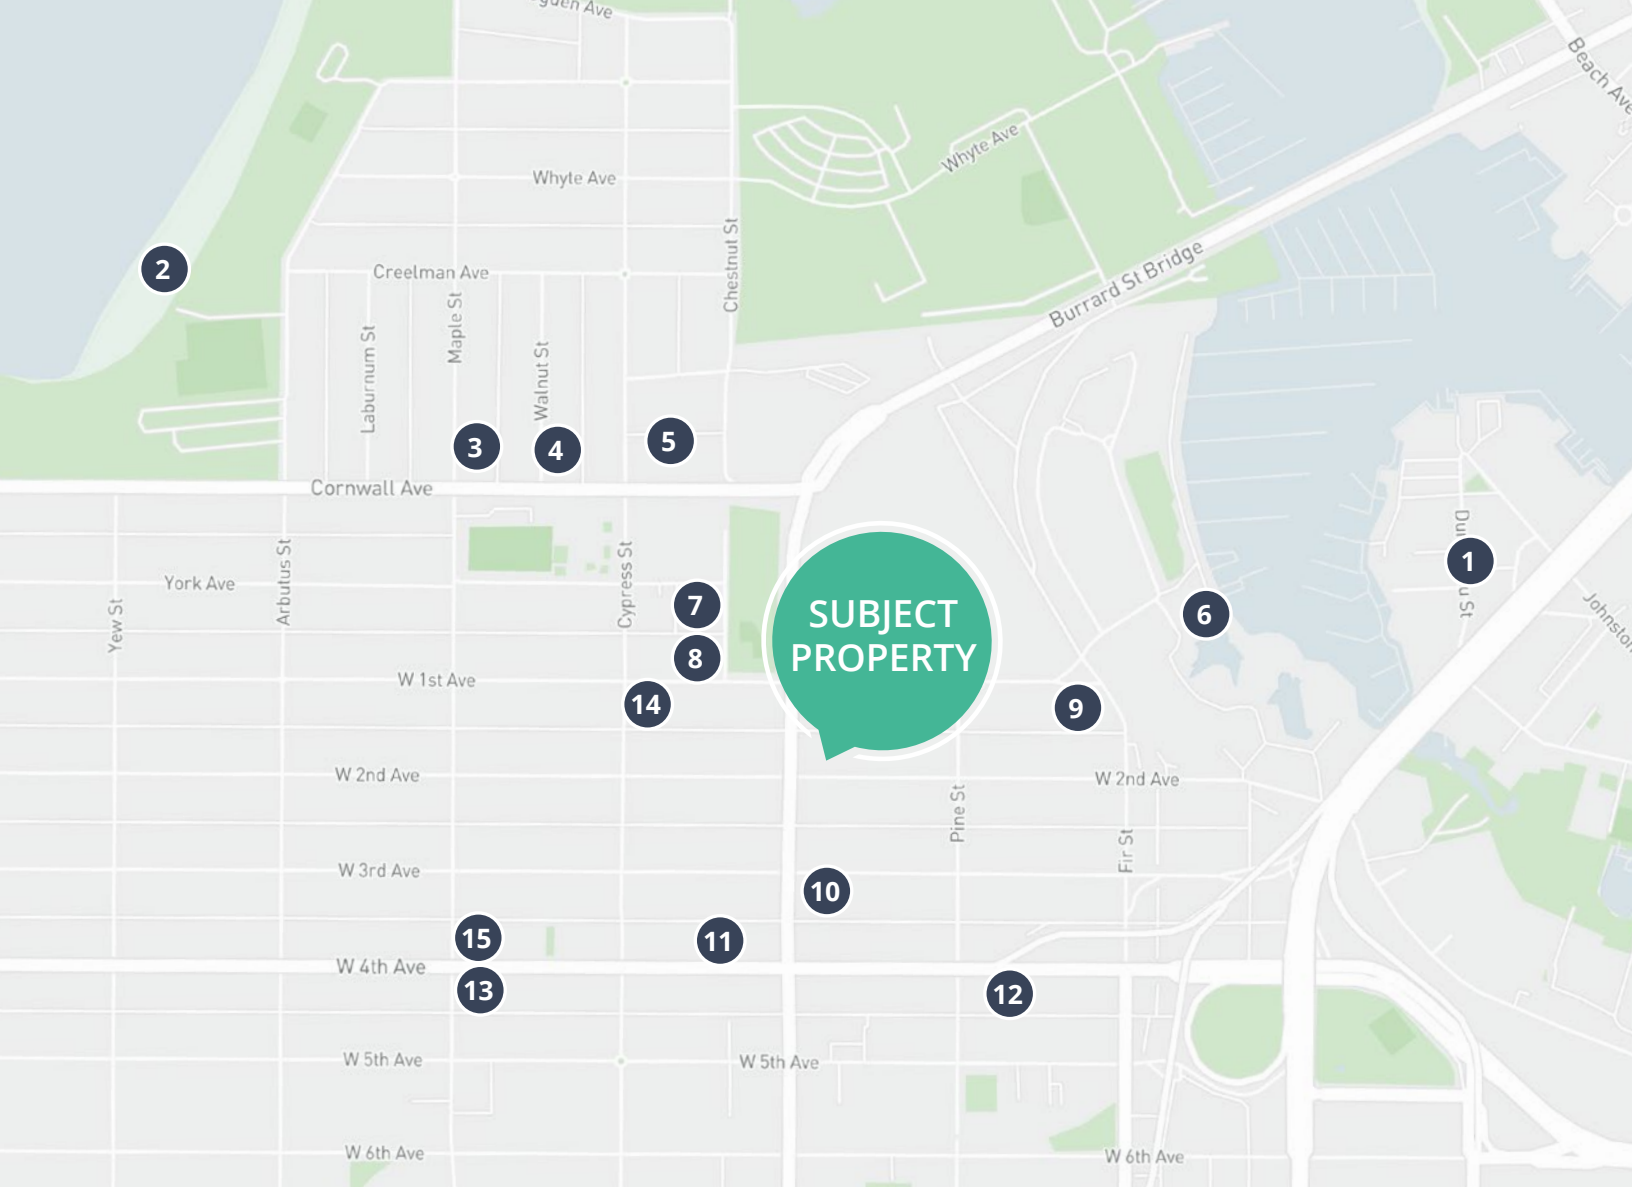 Beach Ave
Whyte Ave
Whyte Ave
Chestnut St
Burrard St Bridge
2
Creelman Ave
Maple St
Laburnum St
Walnut St
3
4
5
Cornwall Ave
1
York Ave
Yew St
Arbutus St
Cypress St
7
8
SUBJECT
PROPERTY
6
W 1st Ave
14
9
W 2nd Ave
W 2nd Ave
Pine St
Fir St
W 3rd Ave
10
15
11
W 4th Ave
13
12
W 5th Ave
W 5th Ave
W 6th Ave
W 6th Ave